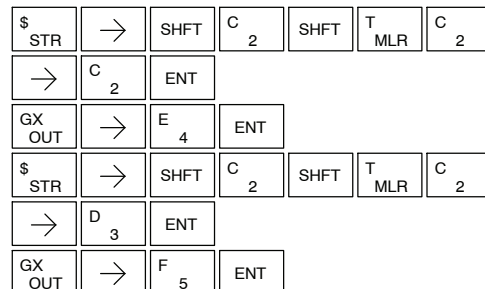 $ STR → SHFT C 2 SHFT T MLR C 2
→ C 2 ENT
GX OUT → E 4 ENT
$ STR → SHFT C 2 SHFT T MLR C 2
→ D 3 ENT
GX OUT → F 5 ENT